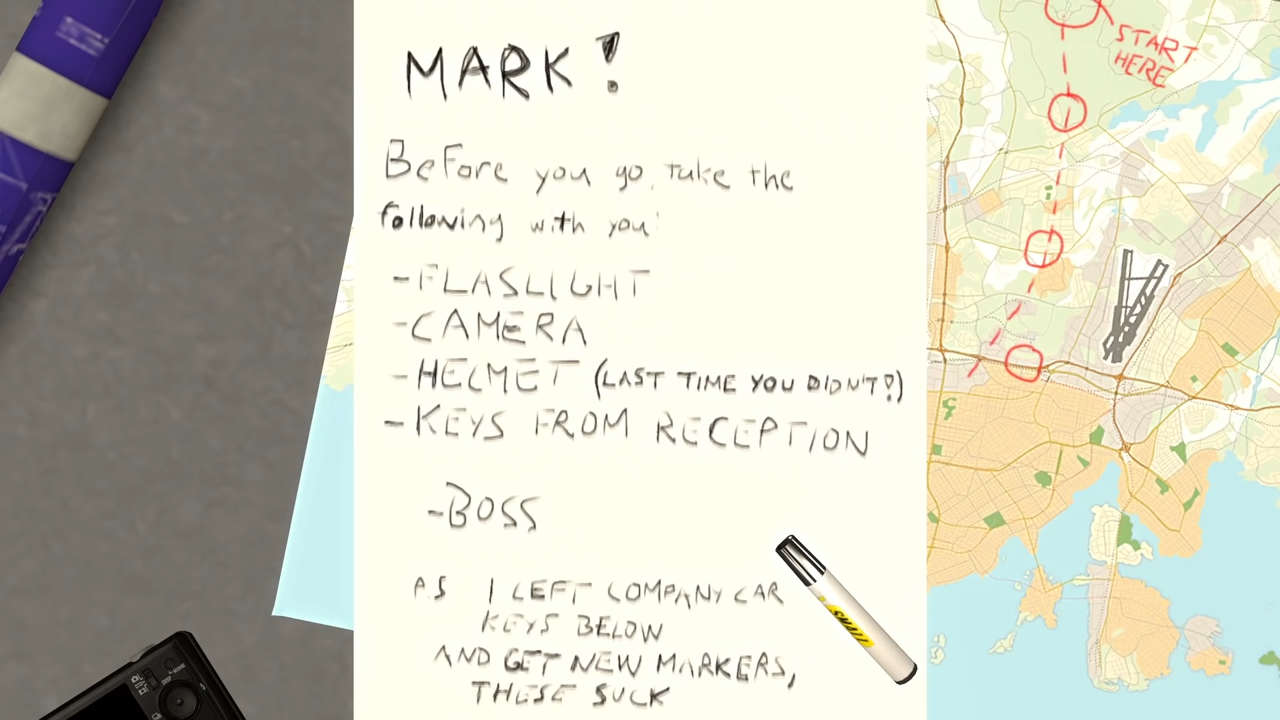 MARK!
Before you go, take the
following with you:
-FLASLIGHT
-CAMERA
-HELMET (LAST TIME YOU DIDN'T!)
-KEYS FROM RECEPTION
-BOSS
P.S I LEFT COMPANY CAR
KEYS BELOW
AND GET NEW MARKERS,
THESE SUCK
SMALL
START
HERE